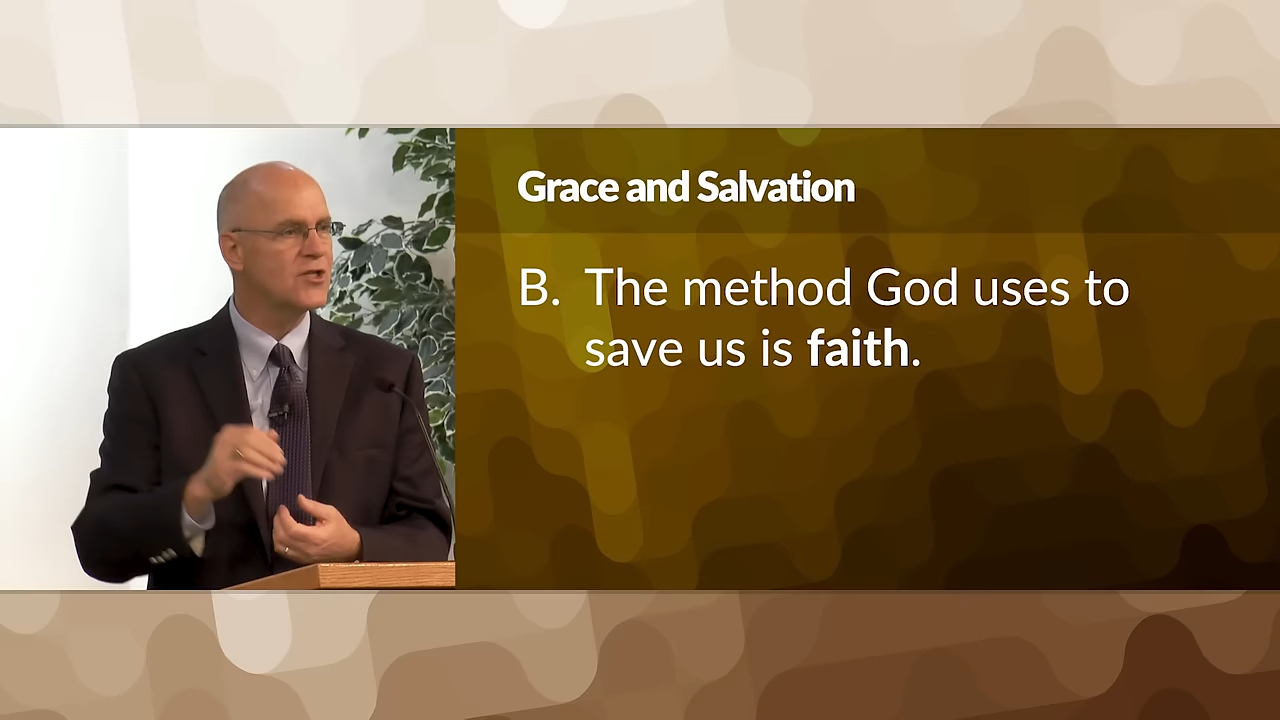 Grace and Salvation
B. The method God uses to
save us is faith.